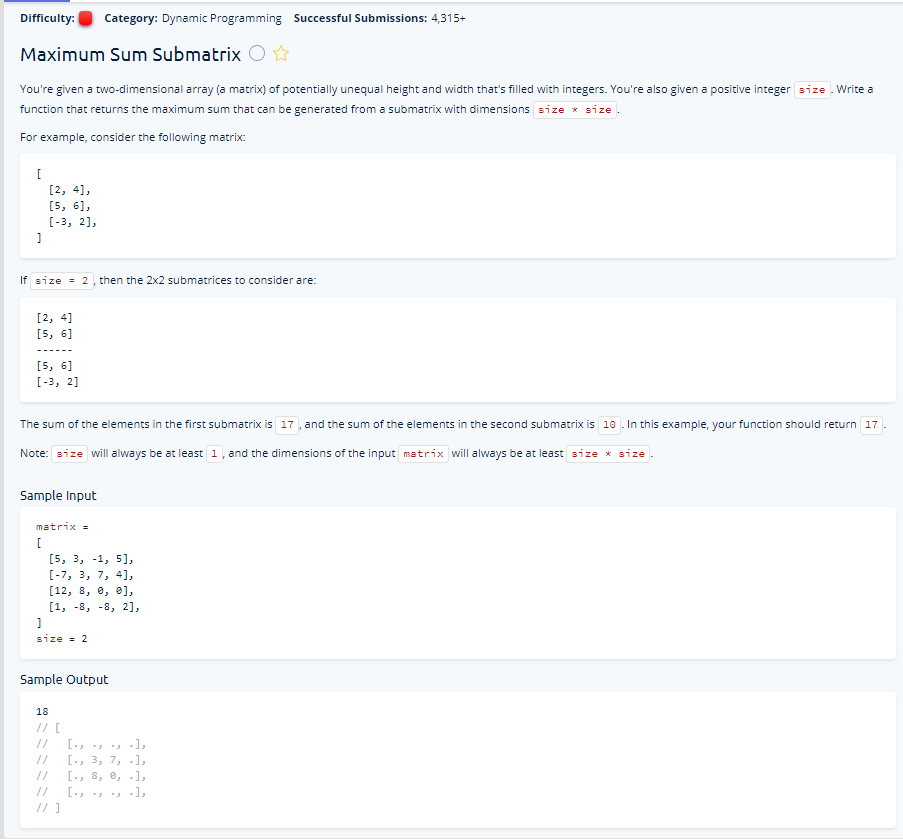 Difficulty: Category: Dynamic Programming Successful Submissions: 4,315+
Maximum Sum Submatrix
You're given a two-dimensional array (a matrix) of potentially unequal height and width that's filled with integers. You're also given a positive integer size . Write a
function that returns the maximum sum that can be generated from a submatrix with dimensions size * size .
For example, consider the following matrix:
[
[2, 4],
[5, 6],
[-3, 2],
]
If size = 2 , then the 2x2 submatrices to consider are:
[2, 4]
[5, 6]
------
[5, 6]
[-3, 2]
The sum of the elements in the first submatrix is 17 , and the sum of the elements in the second submatrix is 10 . In this example, your function should return 17 .
Note: size will always be at least 1 , and the dimensions of the input matrix will always be at least size * size .
Sample Input
matrix =
[
[5, 3, -1, 5],
[-7, 3, 7, 4],
[12, 8, 0, 0],
[1, -8, -8, 2],
]
size = 2
Sample Output
18
// [
// [., ., ., .],
// [., 3, 7, .],
// [., 8, 0, .],
// [., ., ., .],
// ]